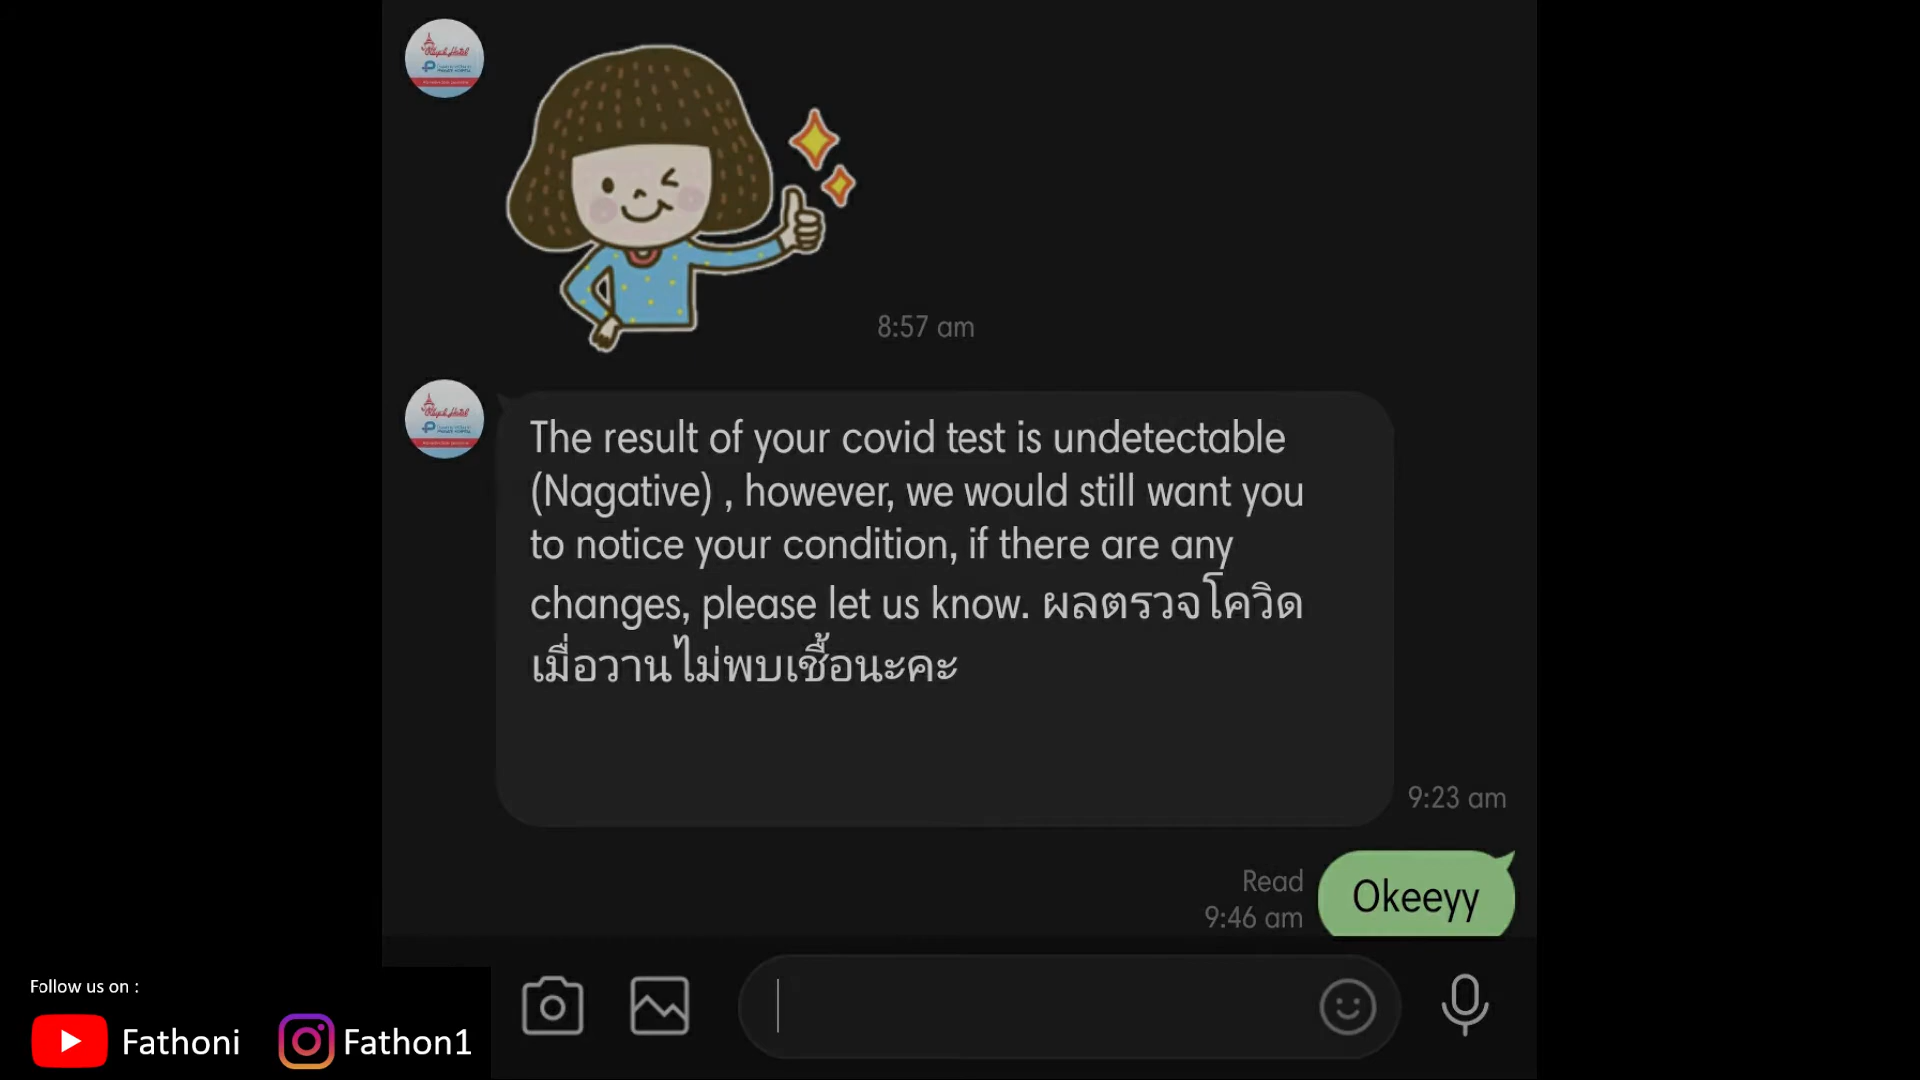 8:57 am
The result of your covid test is undetectable
(Nagative) , however, we would still want you
to notice your condition, if there are any
changes, please let us know. ผลตรวจโควิด
เมื่อวานไม่พบเชื้อนะคะ
9:23 am
Read
9:46 am
Okeeyy
Follow us on :
Fathoni
Fathon1